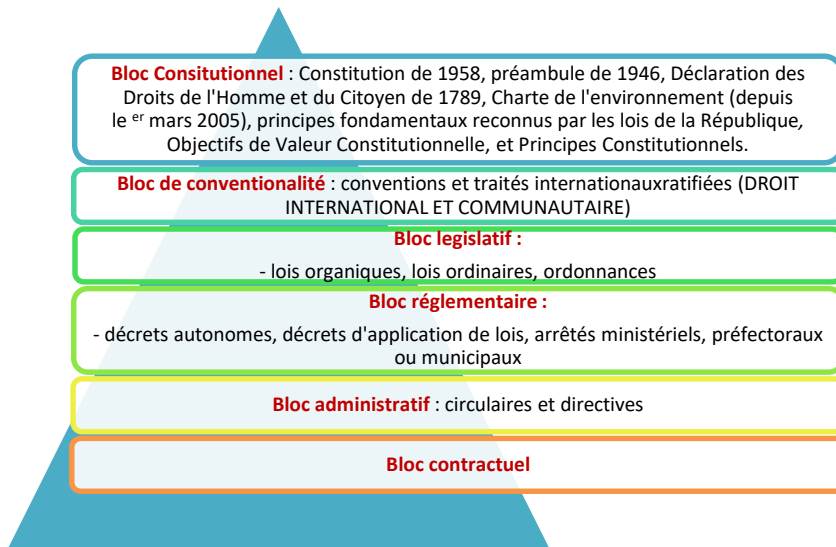 Bloc Consitutionnel : Constitution de 1958, préambule de 1946, Déclaration des
Droits de l'Homme et du Citoyen de 1789, Charte de l'environnement (depuis
le er mars 2005), principes fondamentaux reconnus par les lois de la République,
Objectifs de Valeur Constitutionnelle, et Principes Constitutionnels.
Bloc de conventionalité : conventions et traités internationauxratifiées (DROIT
INTERNATIONAL ET COMMUNAUTAIRE)
Bloc legislatif :
- lois organiques, lois ordinaires, ordonnances
Bloc réglementaire :
- décrets autonomes, décrets d'application de lois, arrêtés ministériels, préfectoraux
ou municipaux
Bloc administratif : circulaires et directives
Bloc contractuel